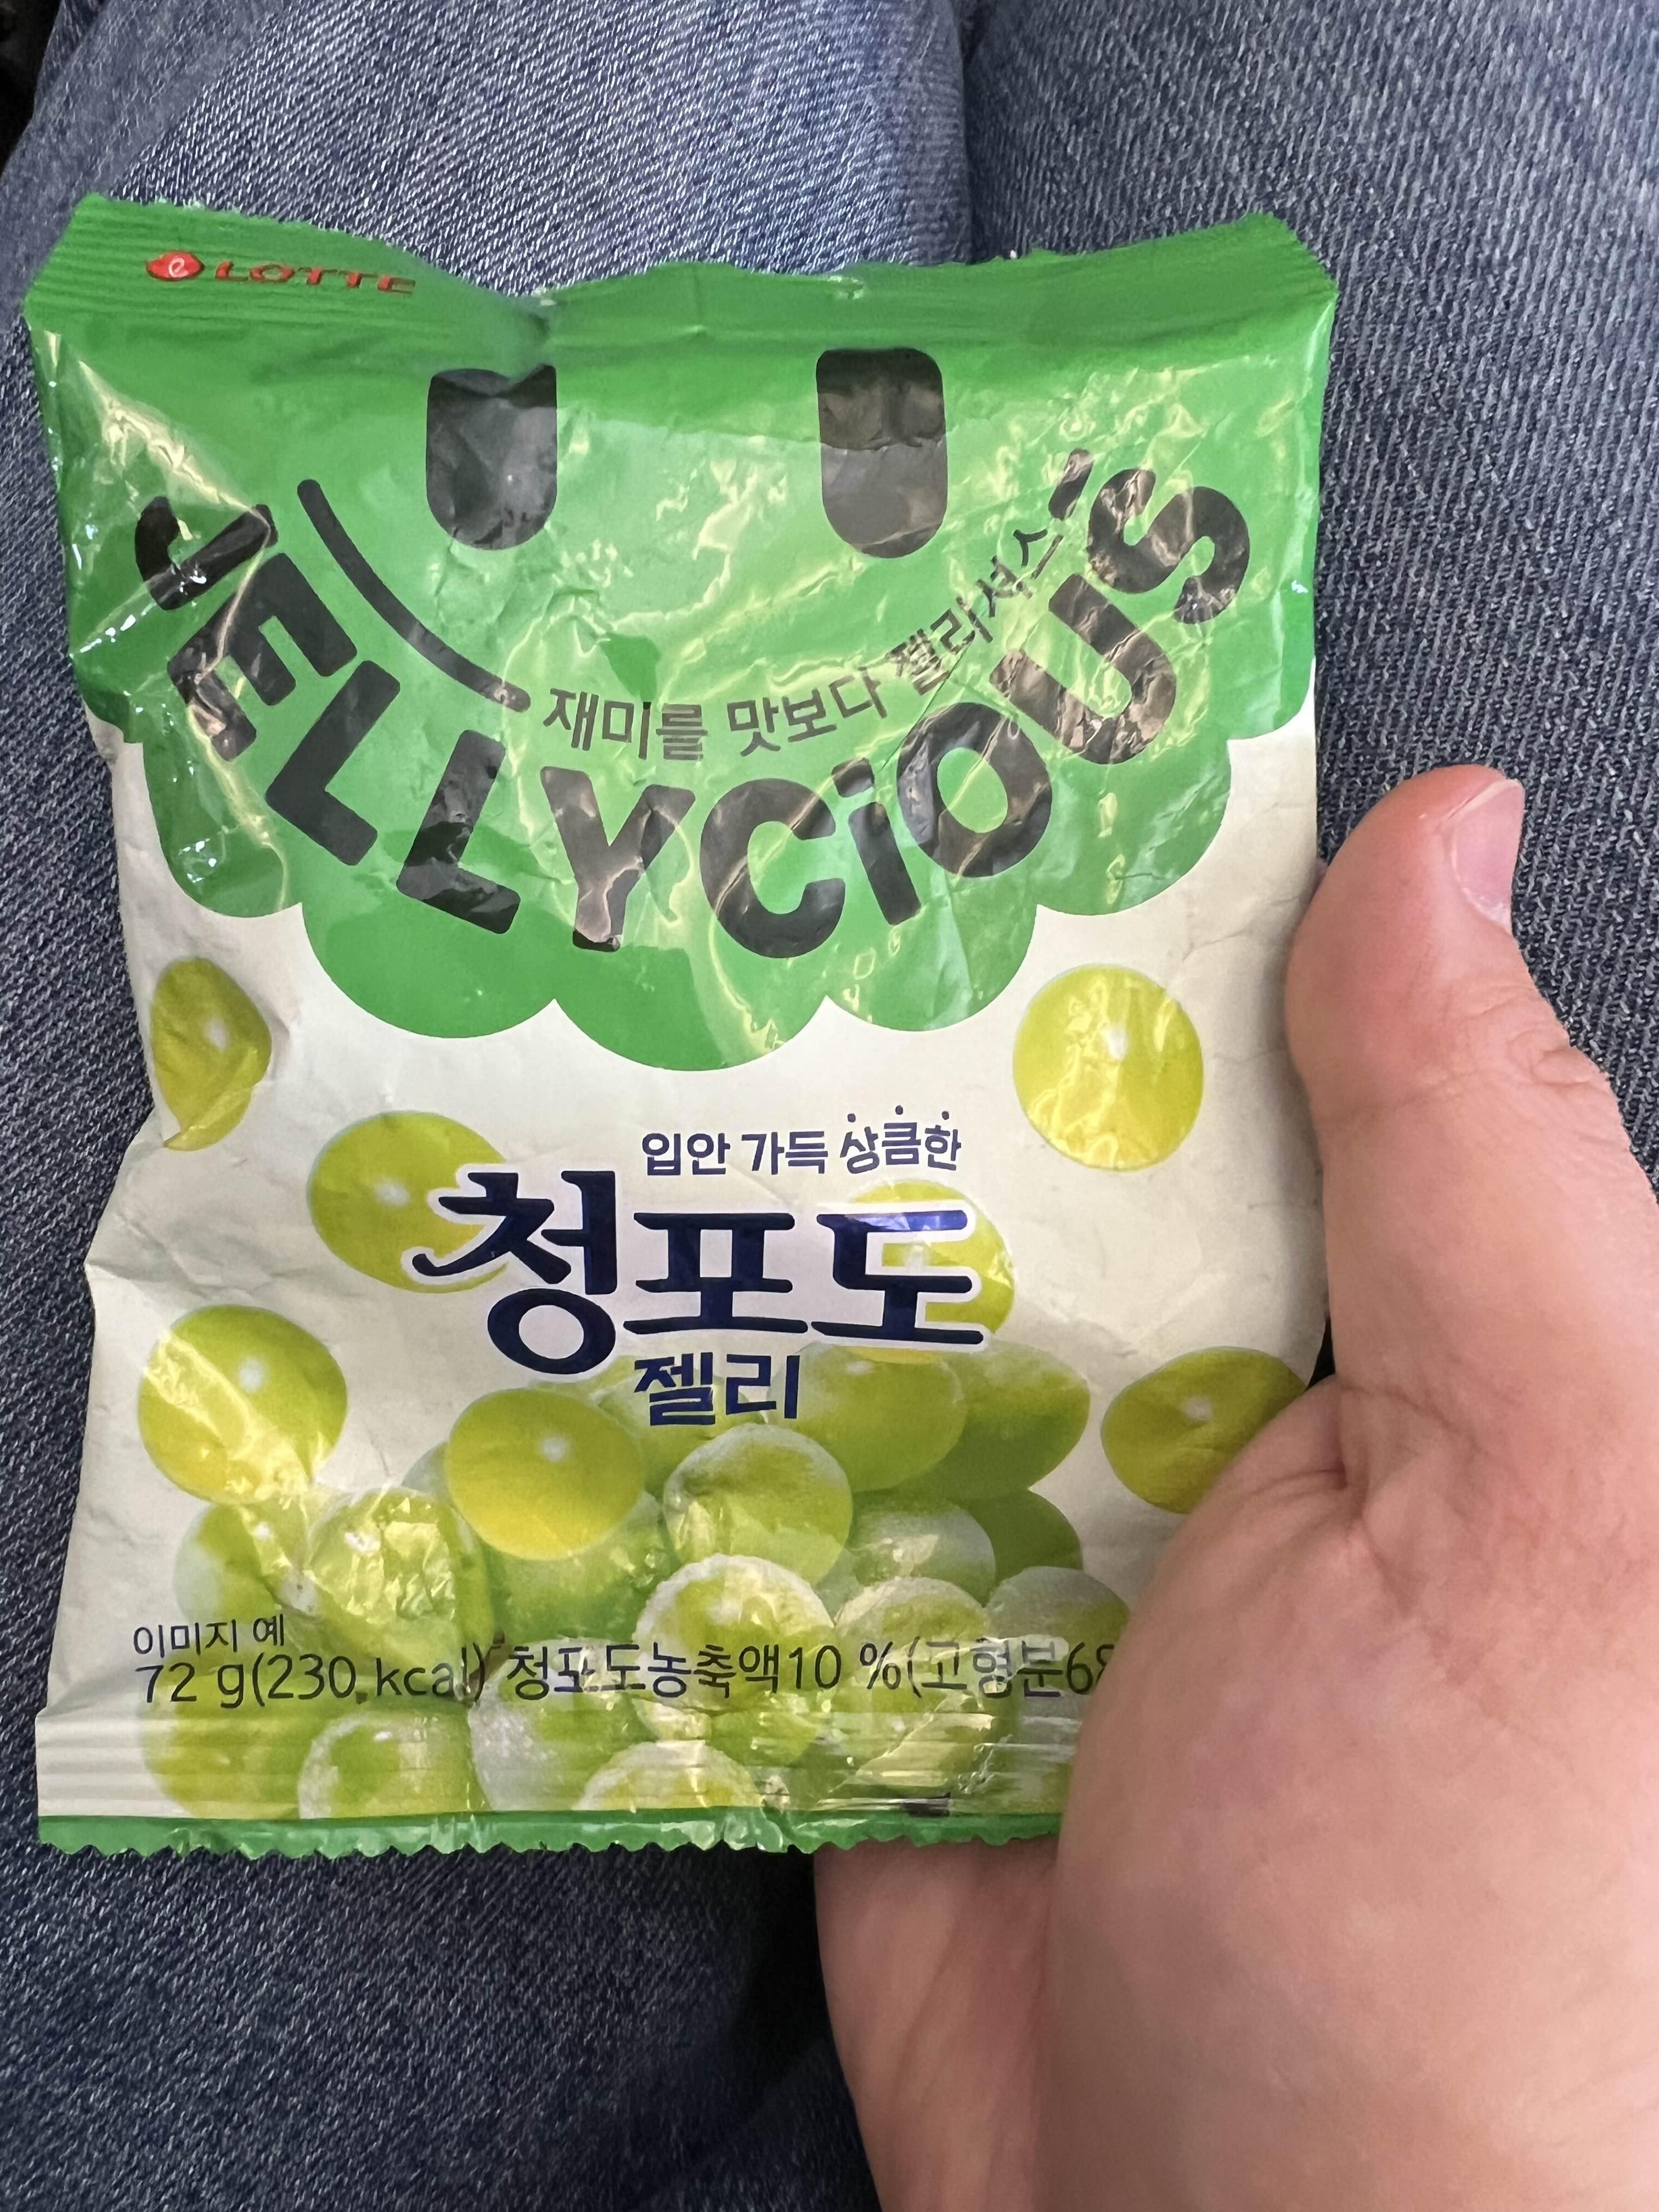 LOTTE
재미를 맛보다 젤리셔스!
JELLYCiOUS
입안 가득 상큼한
청포도
젤리
이미지 예
72 g(230 kcal) 청포도농축액10 %(고형분6